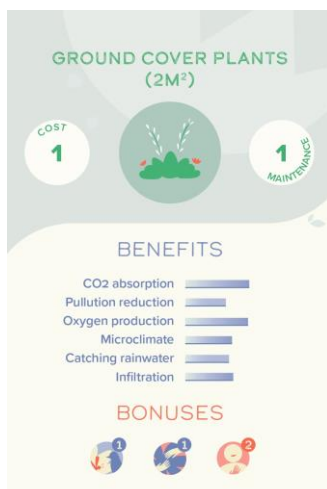 GROUND COVER PLANTS
(2M²)
COST
1
1
MAINTENANCE
BENEFITS
CO2 absorption
Pullution reduction
Oxygen production
Microclimate
Catching rainwater
Infiltration
BONUSES
1
1
2